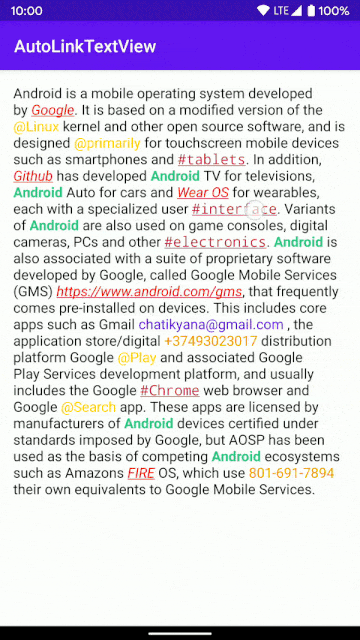 10:00 LTE 100%
AutoLinkTextView
Android is a mobile operating system developed
by Google. It is based on a modified version of the
@Linux kernel and other open source software, and is
designed @primarily for touchscreen mobile devices
such as smartphones and #tablets. In addition,
Github has developed Android TV for televisions,
Android Auto for cars and Wear OS for wearables,
each with a specialized user #interface. Variants
of Android are also used on game consoles, digital
cameras, PCs and other #electronics. Android is
also associated with a suite of proprietary software
developed by Google, called Google Mobile Services
(GMS) https://www.android.com/gms, that frequently
comes pre-installed on devices. This includes core
apps such as Gmail chatikyana@gmail.com , the
application store/digital +37493023017 distribution
platform Google @Play and associated Google
Play Services development platform, and usually
includes the Google #Chrome web browser and
Google @Search app. These apps are licensed by
manufacturers of Android devices certified under
standards imposed by Google, but AOSP has been
used as the basis of competing Android ecosystems
such as Amazons FIRE OS, which use 801-691-7894
their own equivalents to Google Mobile Services.